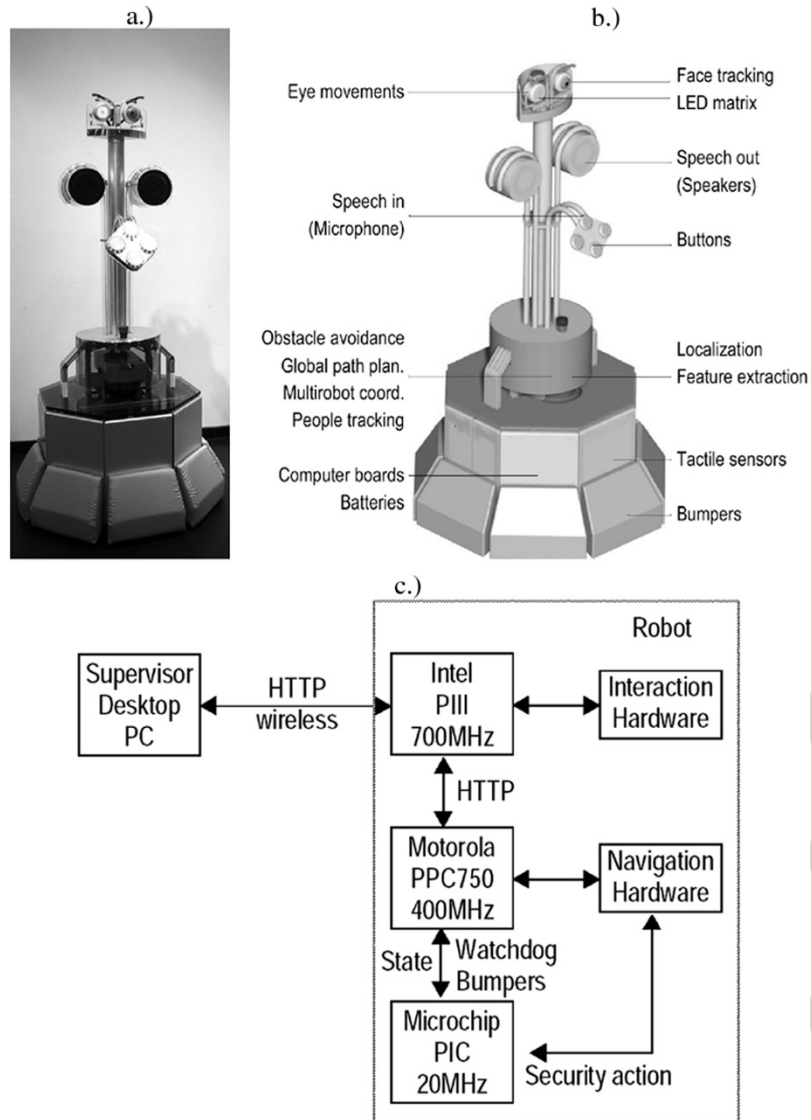 a.)
b.)
Eye movements
Face tracking
LED matrix
Speech out
(Speakers)
Speech in
(Microphone)
Buttons
Obstacle avoidance
Global path plan.
Multirobot coord.
People tracking
Localization
Feature extraction
Computer boards
Batteries
Tactile sensors
Bumpers
c.)
Robot
Supervisor
Desktop
PC
HTTP
wireless
Intel
PIII
700MHz
Interaction
Hardware
HTTP
Motorola
PPC750
400MHz
Navigation
Hardware
State
Watchdog
Bumpers
Microchip
PIC
20MHz
Security action